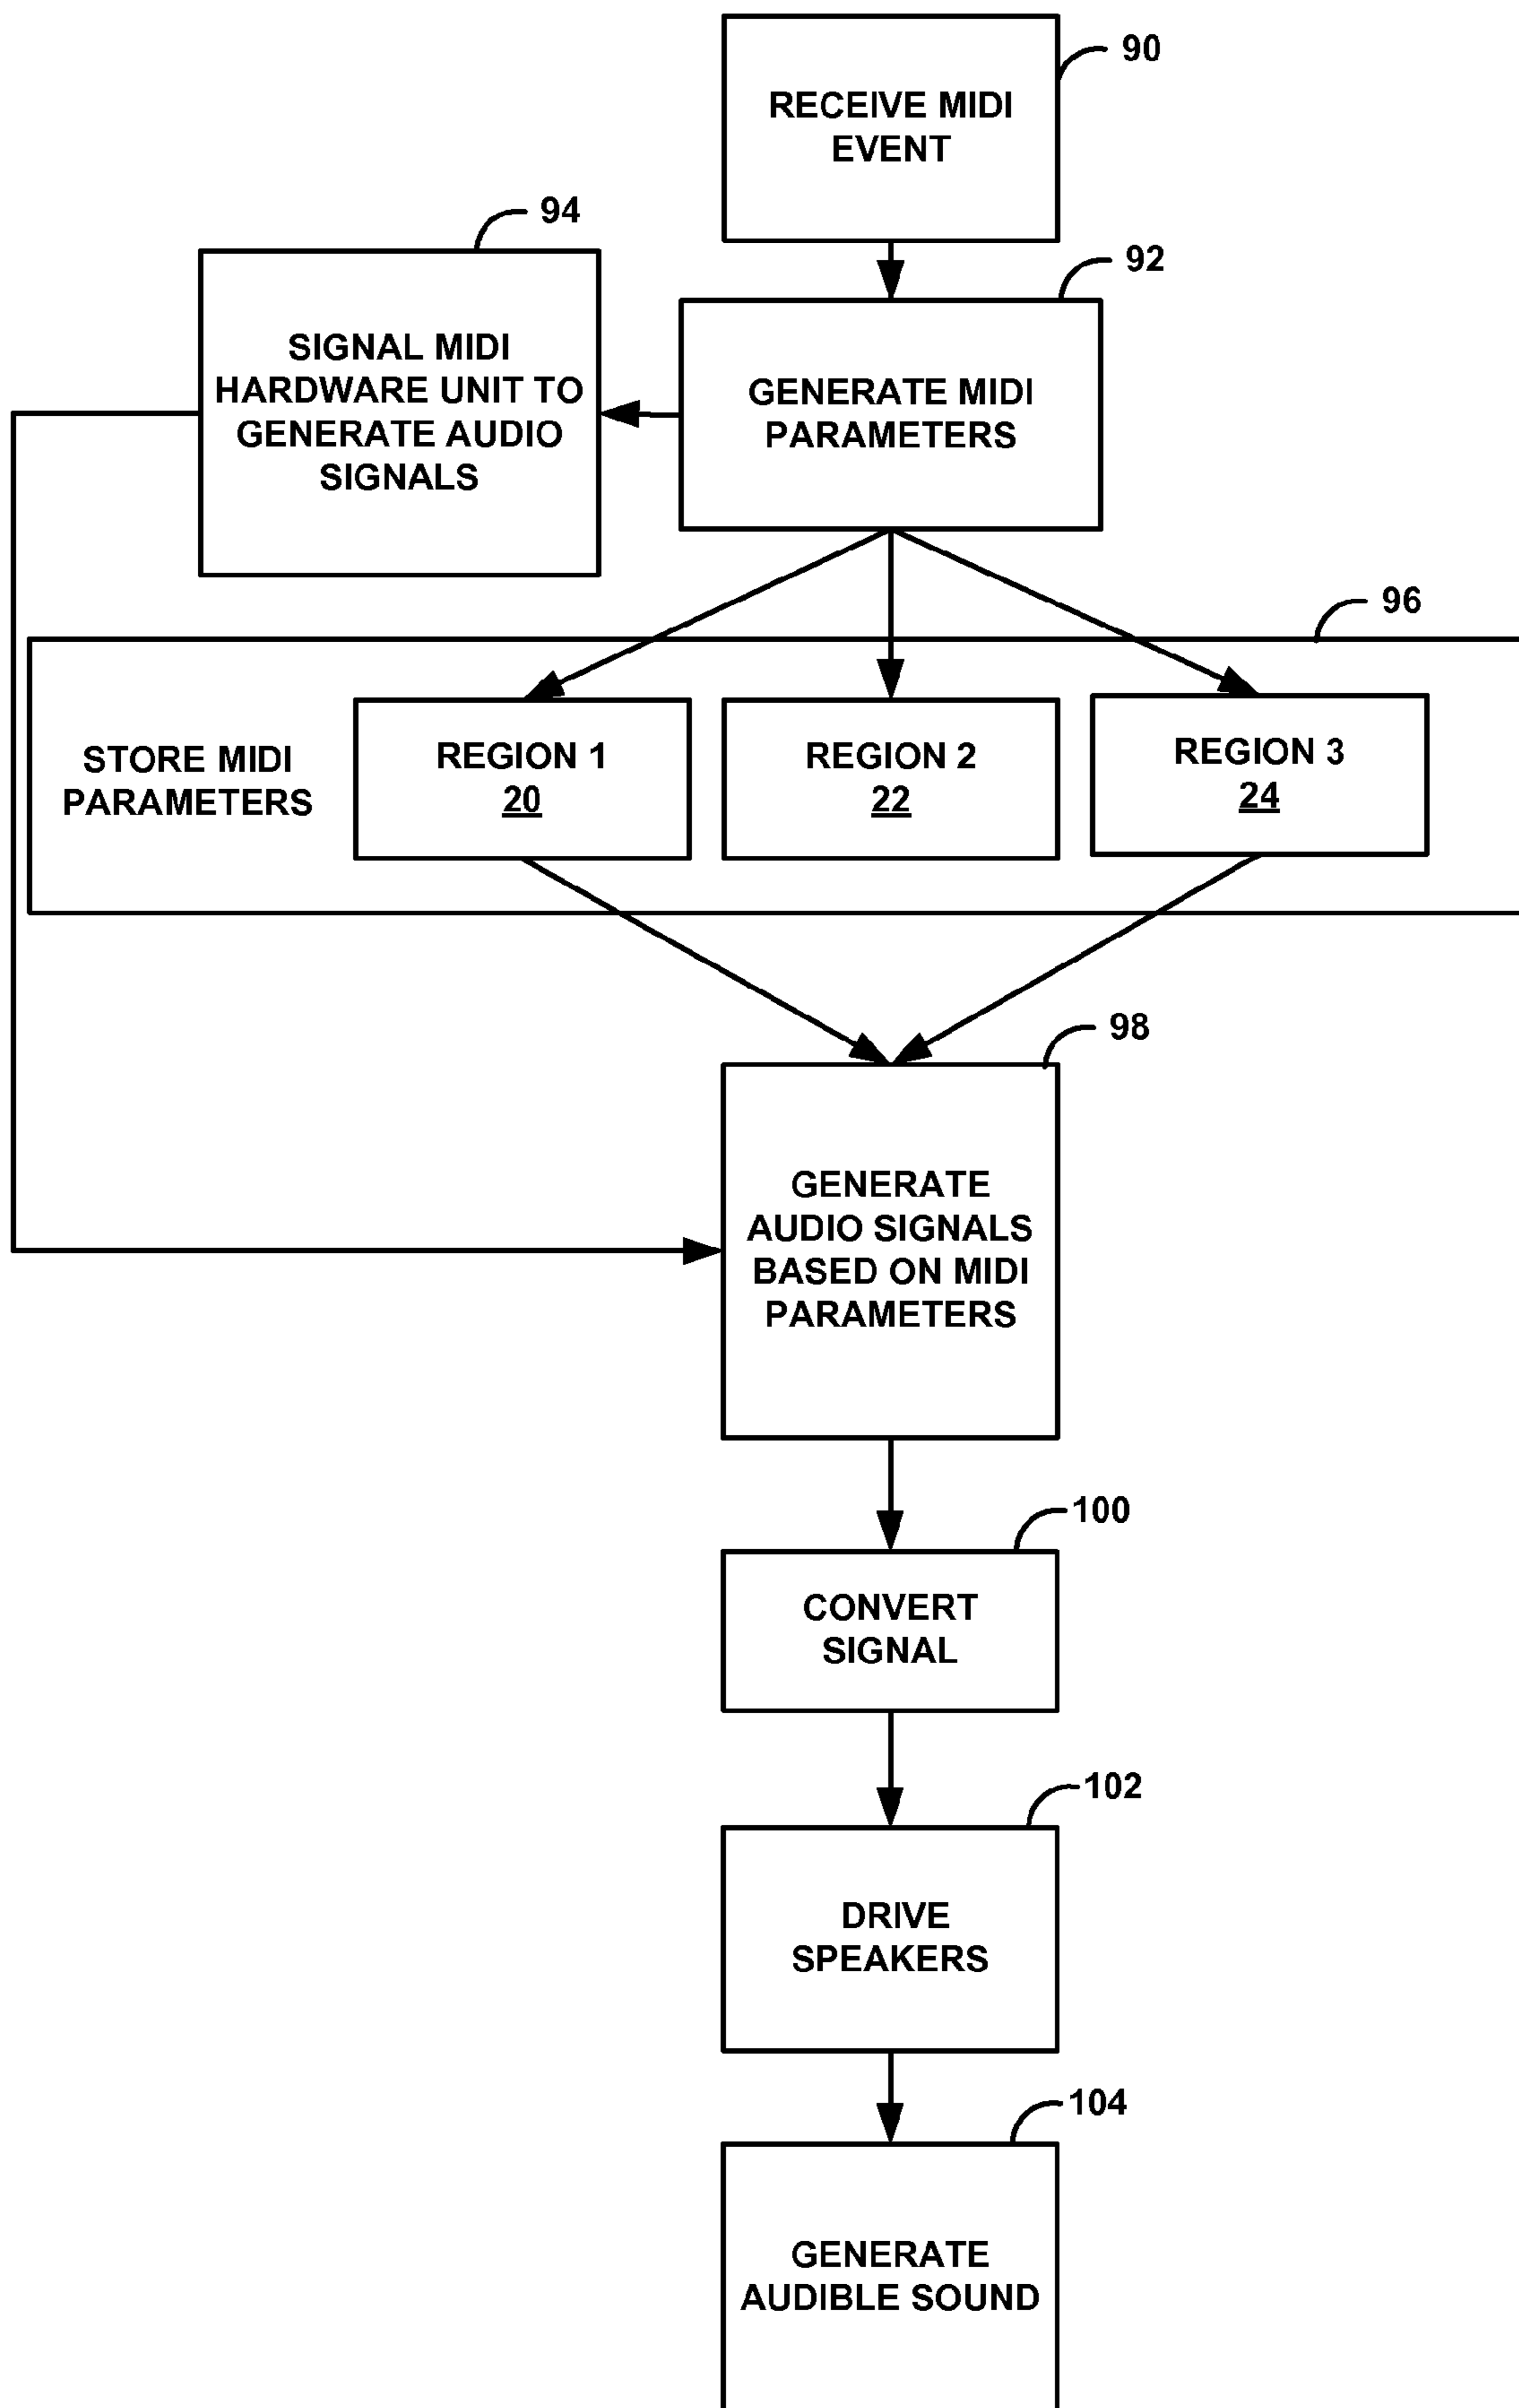 90
RECEIVE MIDI
EVENT
94
92
SIGNAL MIDI
HARDWARE UNIT TO
GENERATE AUDIO
SIGNALS
GENERATE MIDI
PARAMETERS
96
STORE MIDI
PARAMETERS
REGION 1
20
REGION 2
22
REGION 3
24
98
GENERATE
AUDIO SIGNALS
BASED ON MIDI
PARAMETERS
100
CONVERT
SIGNAL
102
DRIVE
SPEAKERS
104
GENERATE
AUDIBLE SOUND